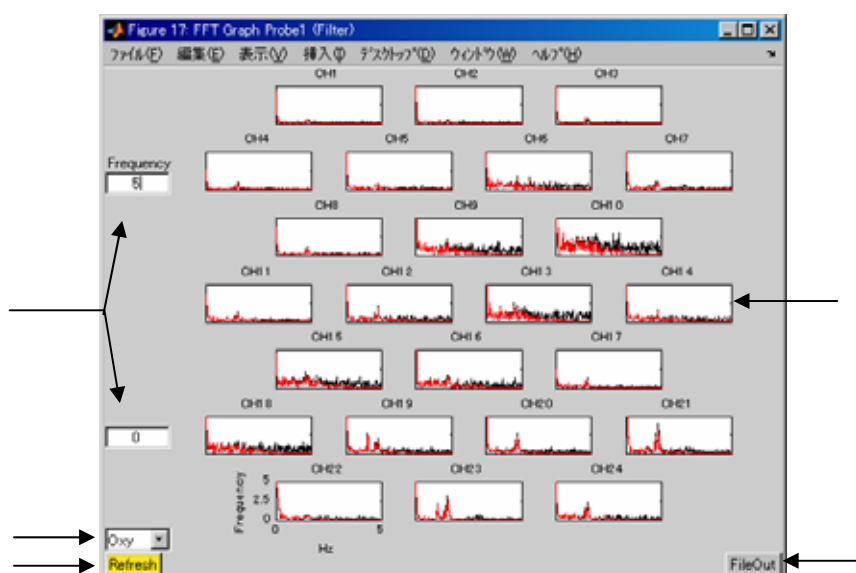 Figure 17: FFT Graph Probe1 (Filter)
ファイル(F) 編集(E) 表示(V) 挿入(I) デスクトップ(D) ウィンドウ(W) ヘルプ(H)
CH1 CH2 CH3
CH4 CH5 CH6 CH7
Frequency
5
CH8 CH9 CH10
CH11 CH12 CH13 CH14
CH15 CH16 CH17
CH18 CH19 CH20 CH21
0
CH22 CH23 CH24
Frequency
5
2.5
0
0 5
Hz
Oxy
Refresh
FileOut